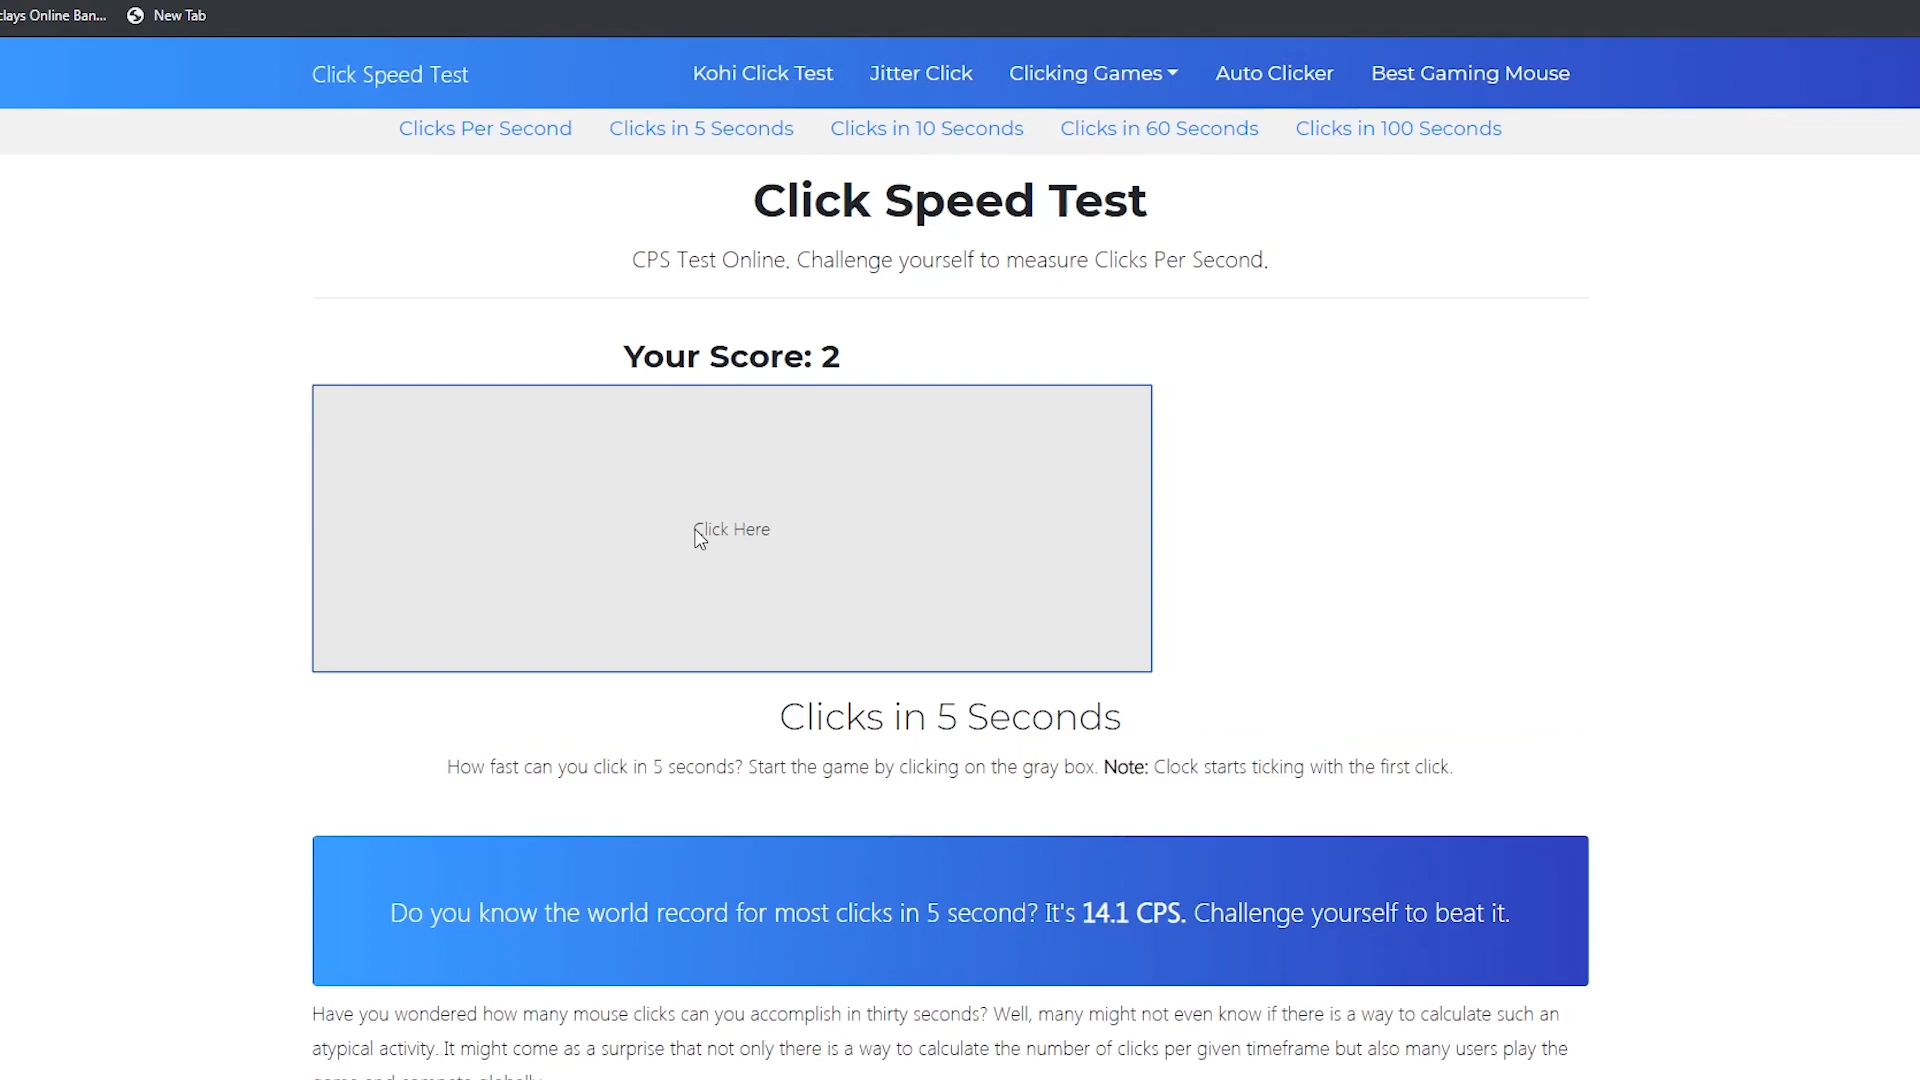 clays Online Ban... New Tab
Click Speed Test Kohi Click Test Jitter Click Clicking Games Auto Clicker Best Gaming Mouse
Clicks Per Second Clicks in 5 Seconds Clicks in 10 Seconds Clicks in 60 Seconds Clicks in 100 Seconds
Click Speed Test
CPS Test Online. Challenge yourself to measure Clicks Per Second.
Your Score: 2
Click Here
Clicks in 5 Seconds
How fast can you click in 5 seconds? Start the game by clicking on the gray box. Note: Clock starts ticking with the first click.
Do you know the world record for most clicks in 5 second? It's 14.1 CPS. Challenge yourself to beat it.
Have you wondered how many mouse clicks can you accomplish in thirty seconds? Well, many might not even know if there is a way to calculate such an
atypical activity. It might come as a surprise that not only there is a way to calculate the number of clicks per given timeframe but also many users play the